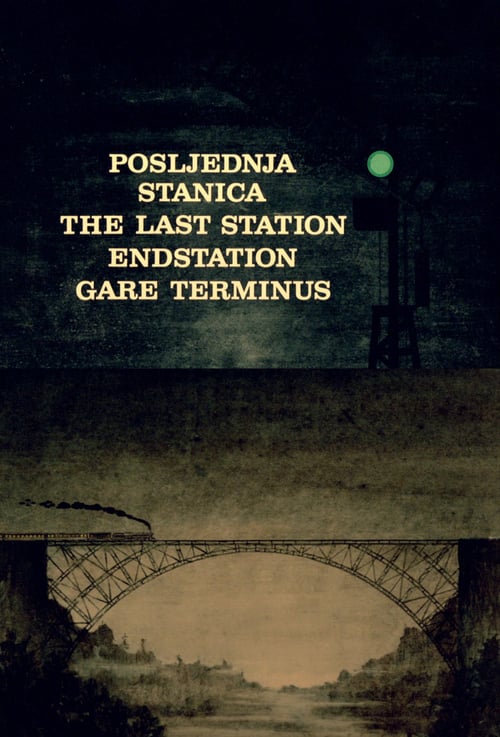 POSLJEDNJA
STANICA
THE LAST STATION
ENDSTATION
GARE TERMINUS